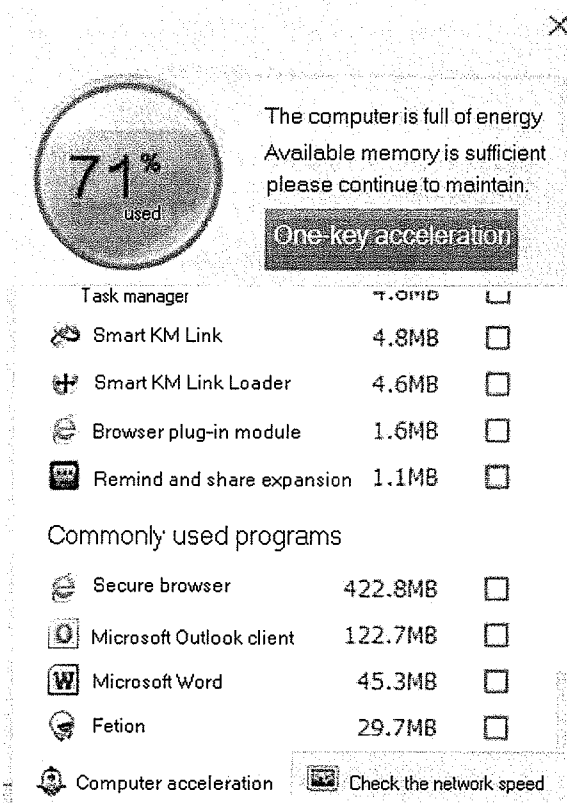 71%
used
The computer is full of energy
Available memory is sufficient
please continue to maintain.
One-key acceleration
Task manager
Smart KM Link 4.8MB
Smart KM Link Loader 4.6MB
Browser plug-in module 1.6MB
Remind and share expansion 1.1MB
Commonly used programs
Secure browser 422.8MB
Microsoft Outlook client 122.7MB
Microsoft Word 45.3MB
Fetion 29.7MB
Computer acceleration Check the network speed